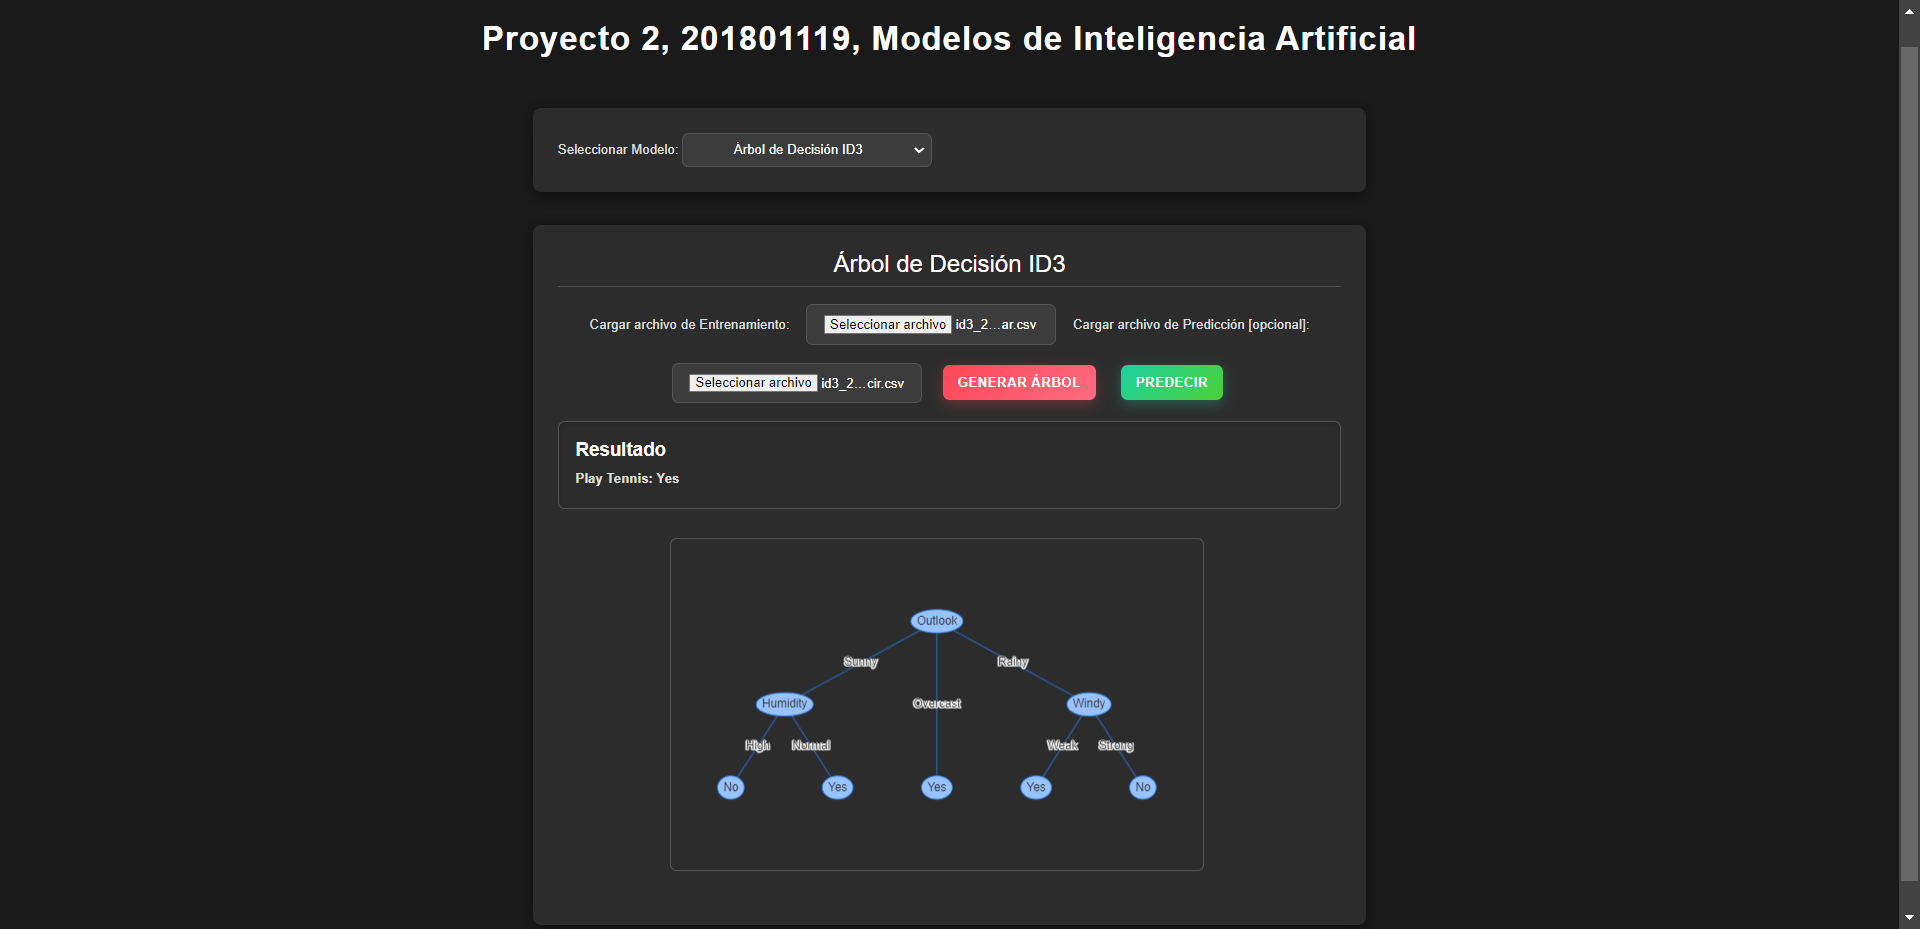 Proyecto 2, 201801119, Modelos de Inteligencia Artificial
Seleccionar Modelo: Árbol de Decisión ID3
Árbol de Decisión ID3
Cargar archivo de Entrenamiento: Seleccionar archivo id3_2...ar.csv Cargar archivo de Predicción [opcional]:
Seleccionar archivo id3_2...cir.csv GENERAR ÁRBOL PREDECIR
Resultado
Play Tennis: Yes
Outlook
Sunny Rainy
Humidity Overcast Windy
High Normal Weak Strong
No Yes Yes Yes No